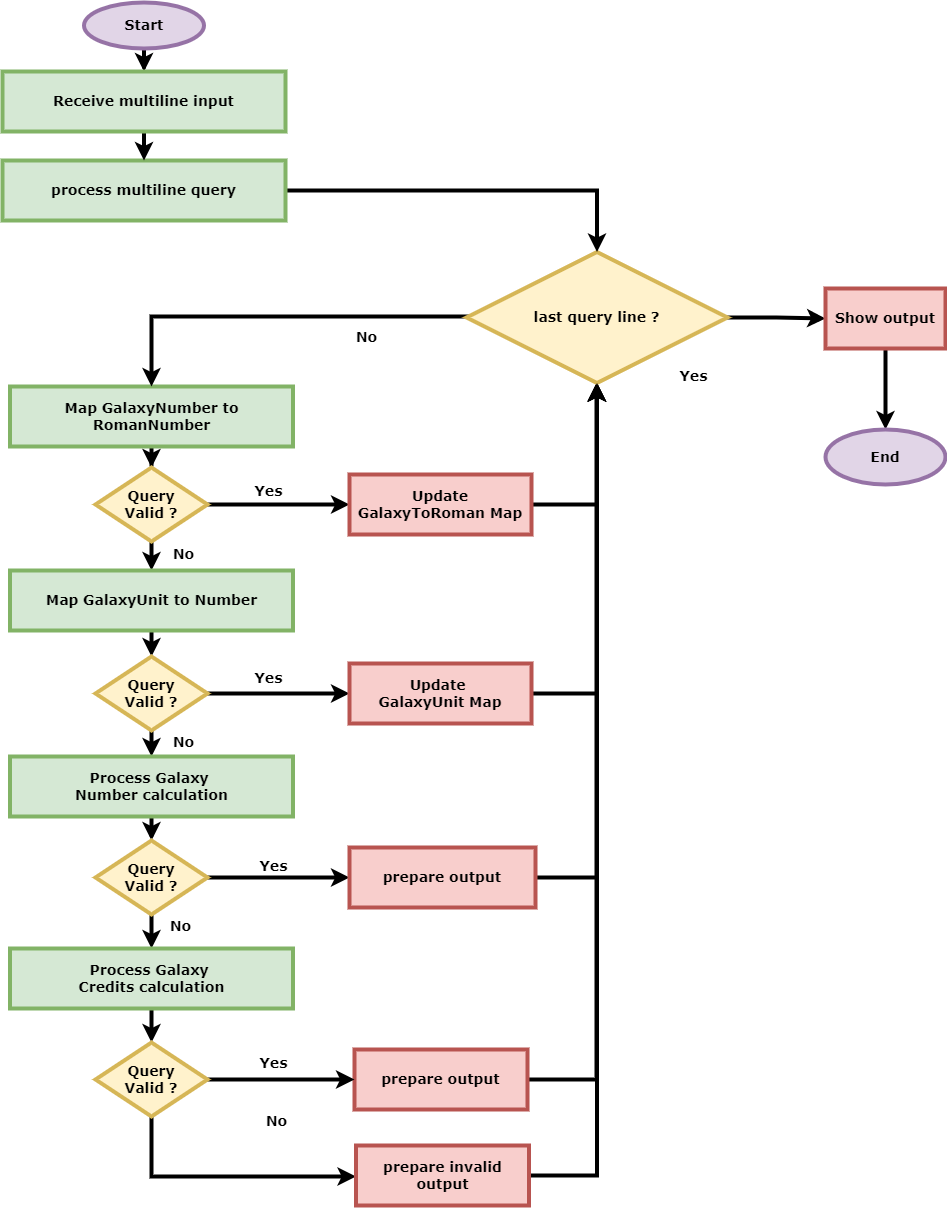 Start
Receive multiline input
process multiline query
last query line ?
Show output
No
Yes
End
Map GalaxyNumber to
RomanNumber
Query
Valid ?
Yes
Update
GalaxyToRoman Map
No
Map GalaxyUnit to Number
Query
Valid ?
Yes
Update
GalaxyUnit Map
No
Process Galaxy
Number calculation
Query
Valid ?
Yes
prepare output
No
Process Galaxy
Credits calculation
Query
Valid ?
Yes
prepare output
No
prepare invalid
output